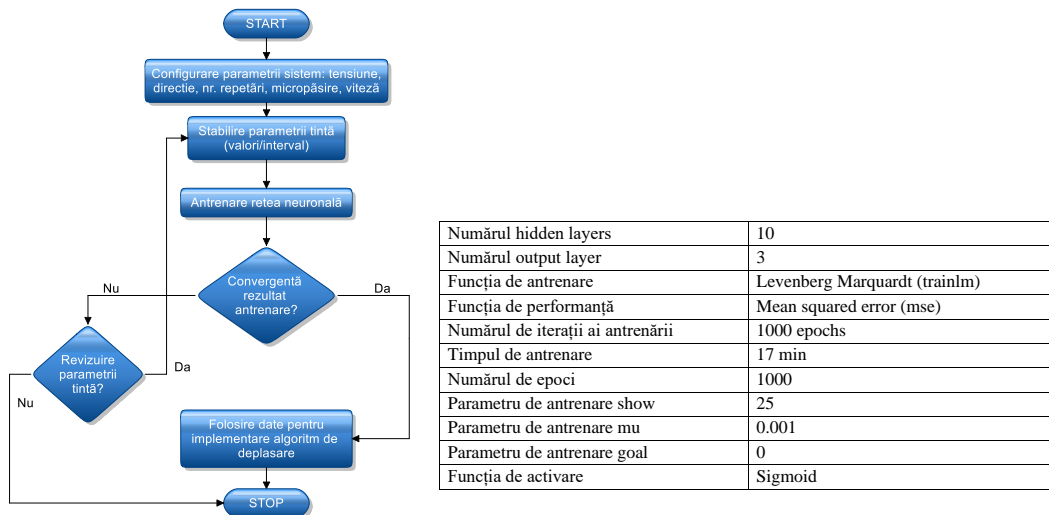 START
Configurare parametrii sistem: tensiune,
directie, nr. repetări, micropăsire, viteză
Stabilire parametrii tintă
(valori/interval)
Antrenare retea neuronală
Convergentă
rezultat
antrenare?
Nu
Da
Revizuire
parametrii
tintă?
Da
Nu
Folosire date pentru
implementare algoritm de
deplasare
STOP
Numărul hidden layers 10
Numărul output layer 3
Funcția de antrenare Levenberg Marquardt (trainlm)
Funcția de performanță Mean squared error (mse)
Numărul de iterații ai antrenării 1000 epochs
Timpul de antrenare 17 min
Numărul de epoci 1000
Parametru de antrenare show 25
Parametru de antrenare mu 0.001
Parametru de antrenare goal 0
Funcția de activare Sigmoid